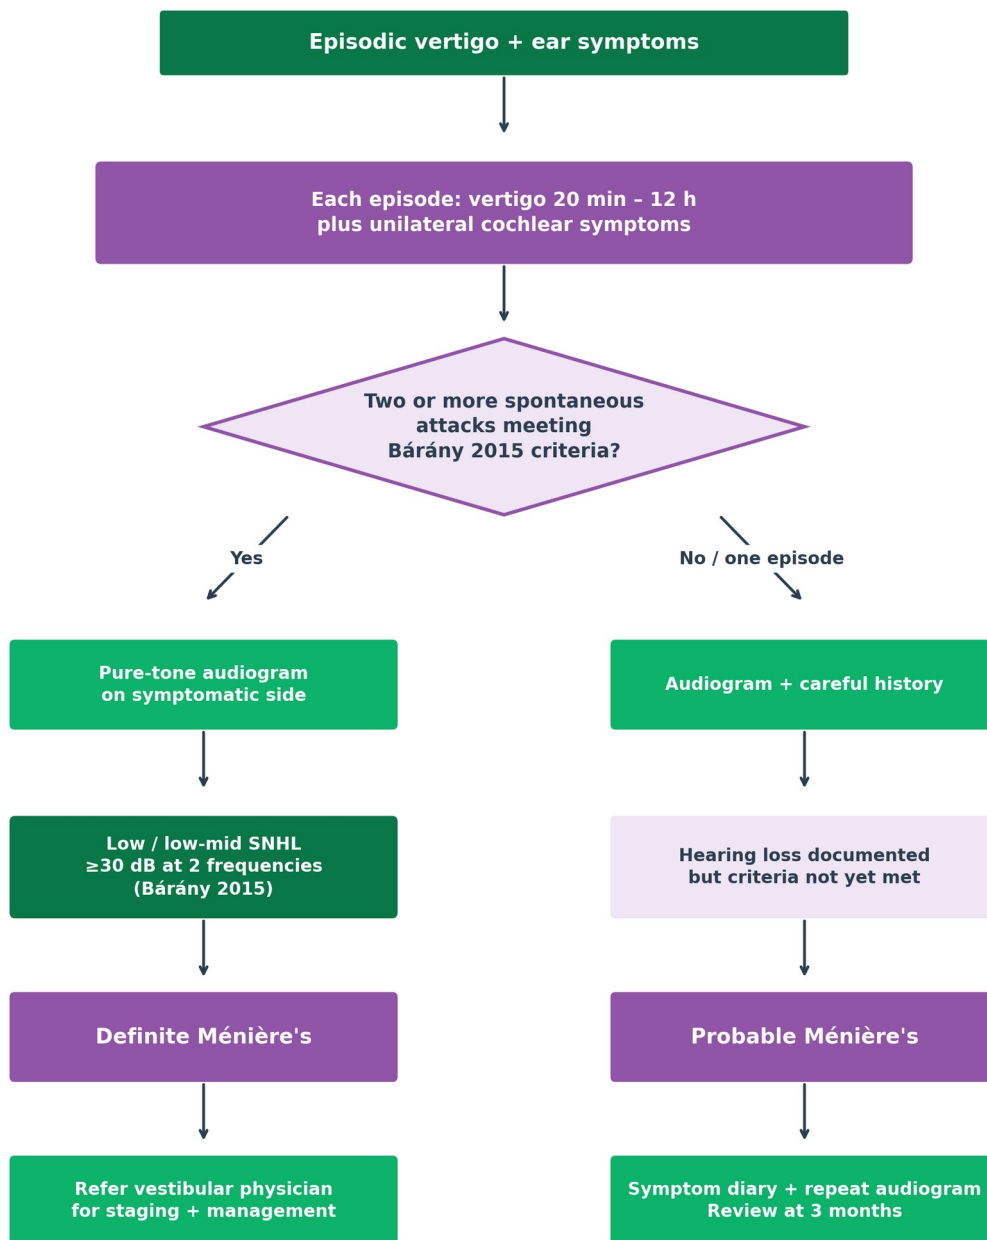 Episodic vertigo + ear symptoms
Each episode: vertigo 20 min – 12 h
plus unilateral cochlear symptoms
Two or more spontaneous
attacks meeting
Bárány 2015 criteria?
Yes
No / one episode
Pure-tone audiogram
on symptomatic side
Audiogram + careful history
Low / low-mid SNHL
≥30 dB at 2 frequencies
(Bárány 2015)
Hearing loss documented
but criteria not yet met
Definite Ménière's
Probable Ménière's
Refer vestibular physician
for staging + management
Symptom diary + repeat audiogram
Review at 3 months